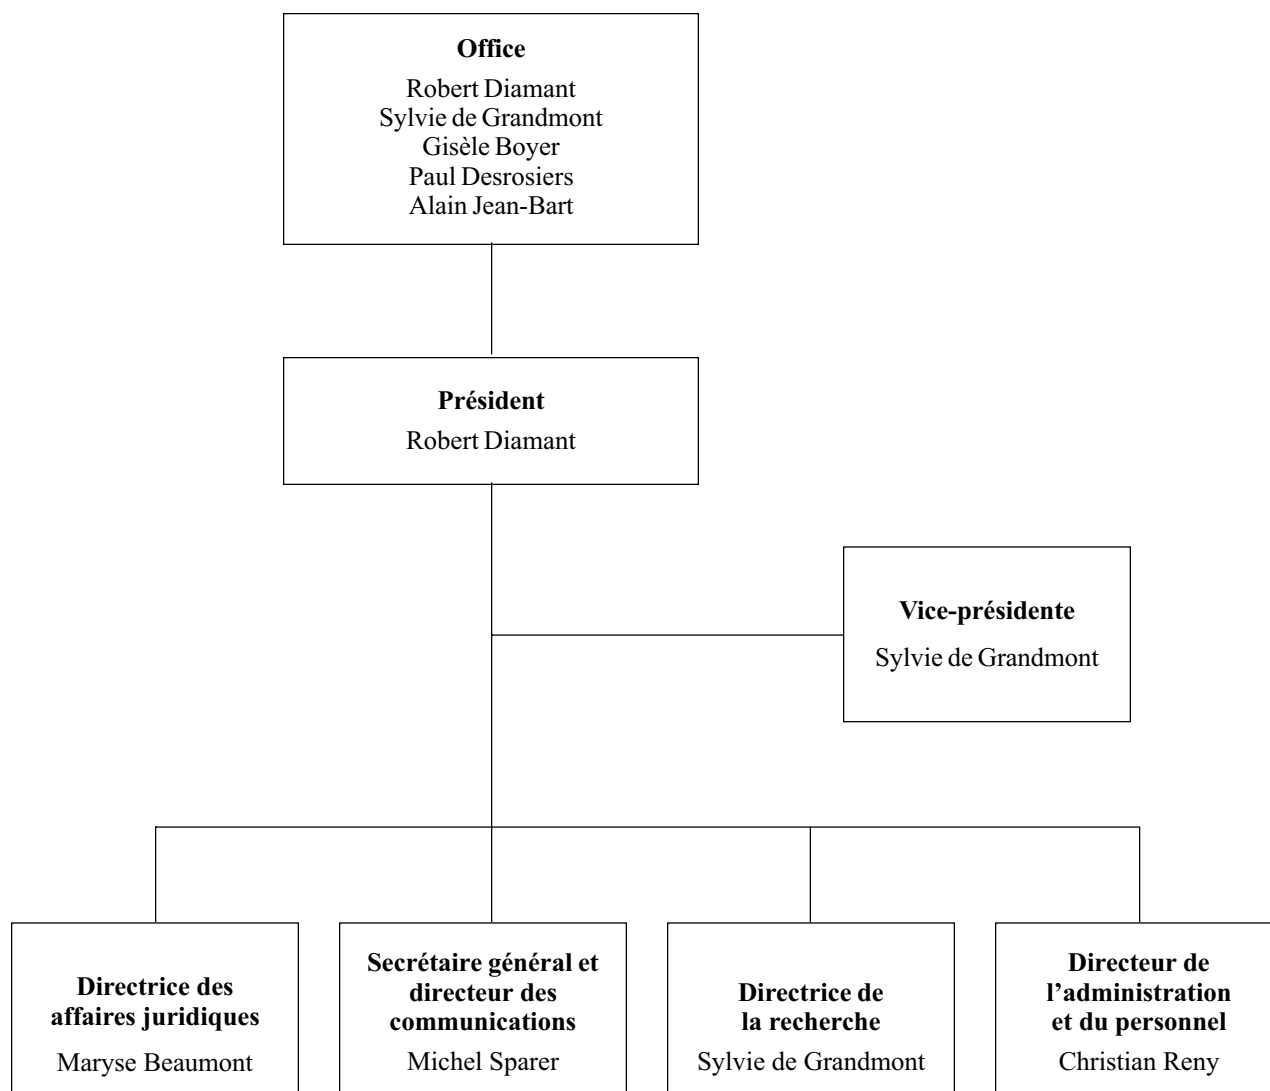 Office
Robert Diamant
Sylvie de Grandmont
Gisèle Boyer
Paul Desrosiers
Alain Jean-Bart
Président
Robert Diamant
Vice-présidente
Sylvie de Grandmont
Directrice des
affaires juridiques
Maryse Beaumont
Secrétaire général et
directeur des
communications
Michel Sparer
Directrice de
la recherche
Sylvie de Grandmont
Directeur de
l’administration
et du personnel
Christian Reny